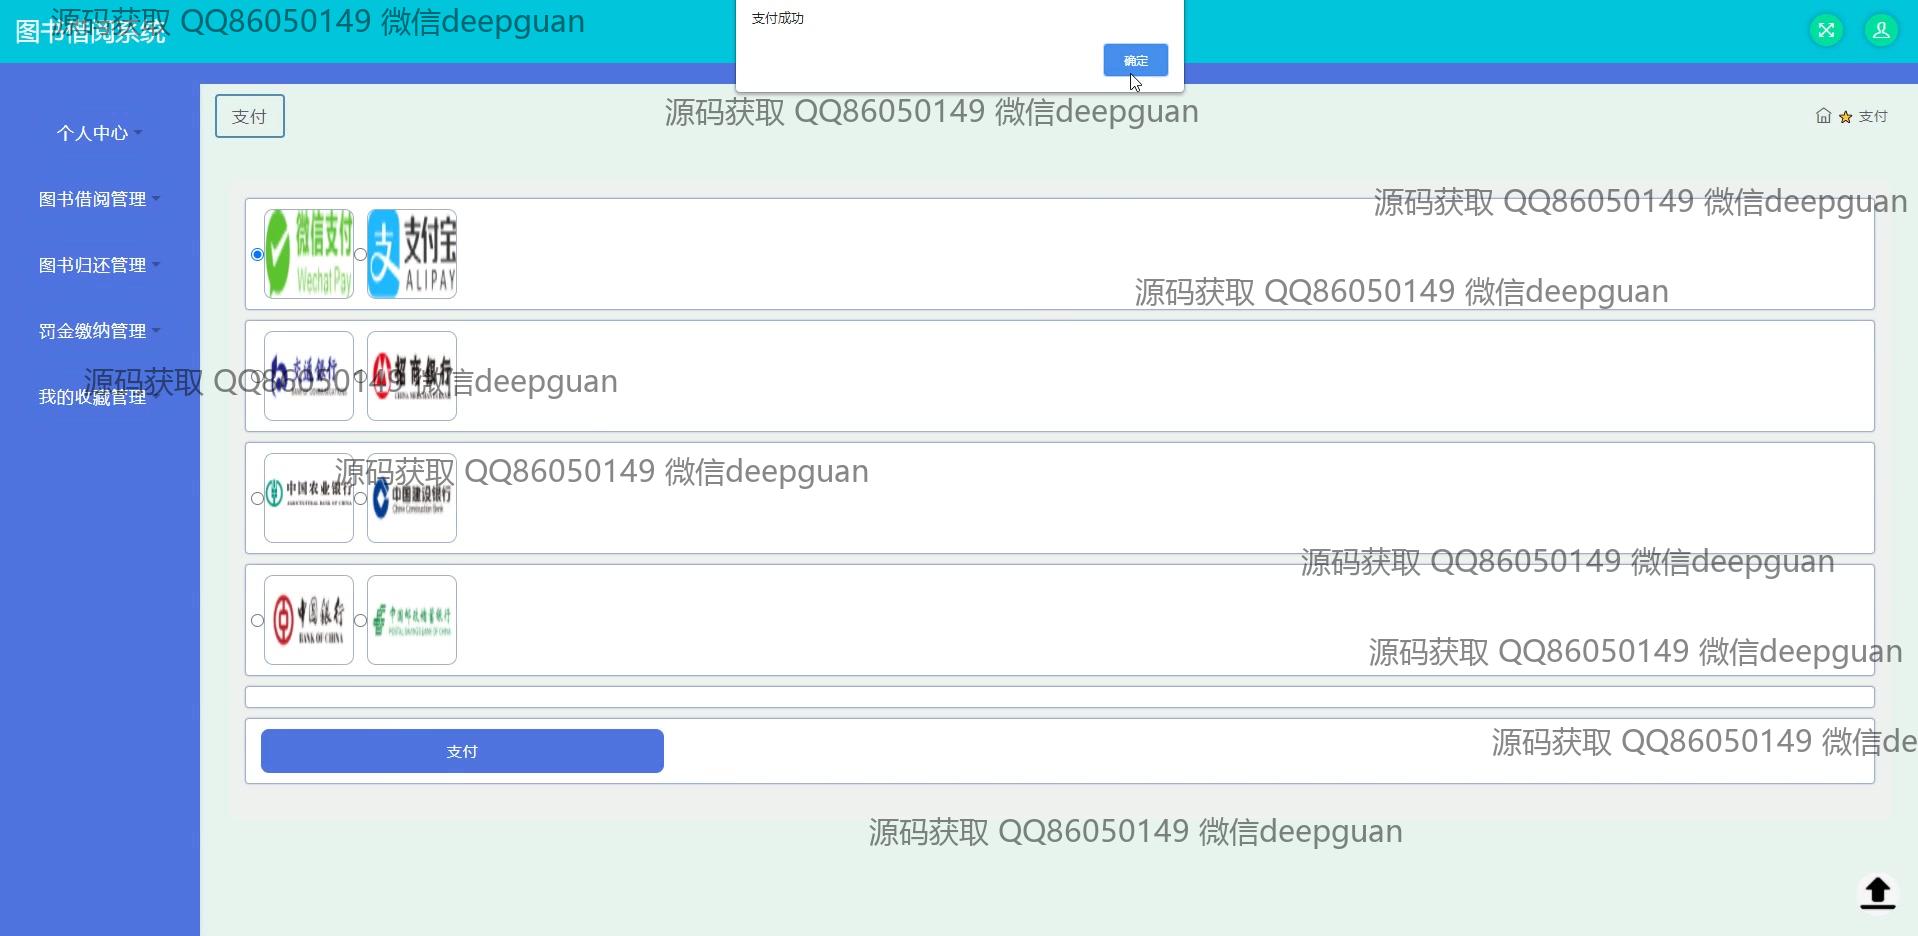 图书借阅系统
源码获取 QQ86050149 微信deepguan
支付成功
确定
支付
源码获取 QQ86050149 微信deepguan
支付
个人中心
图书借阅管理
图书归还管理
罚金缴纳管理
我的收藏管理
源码获取 QQ86050149 微信deepguan
微信支付
Wechat Pay
支付宝
ALIPAY
源码获取 QQ86050149 微信deepguan
交通银行
招商银行
CHINA MERCHANTS BANK
源码获取 QQ86050149 微信deepguan
源码获取 QQ86050149 微信deepguan
中国农业银行
AGRICULTURAL BANK OF CHINA
中国建设银行
China Construction Bank
源码获取 QQ86050149 微信deepguan
中国银行
BANK OF CHINA
中国邮政储蓄银行
POSTAL SAVINGS BANK OF CHINA
源码获取 QQ86050149 微信deepguan
支付
源码获取 QQ86050149 微信de
源码获取 QQ86050149 微信deepguan